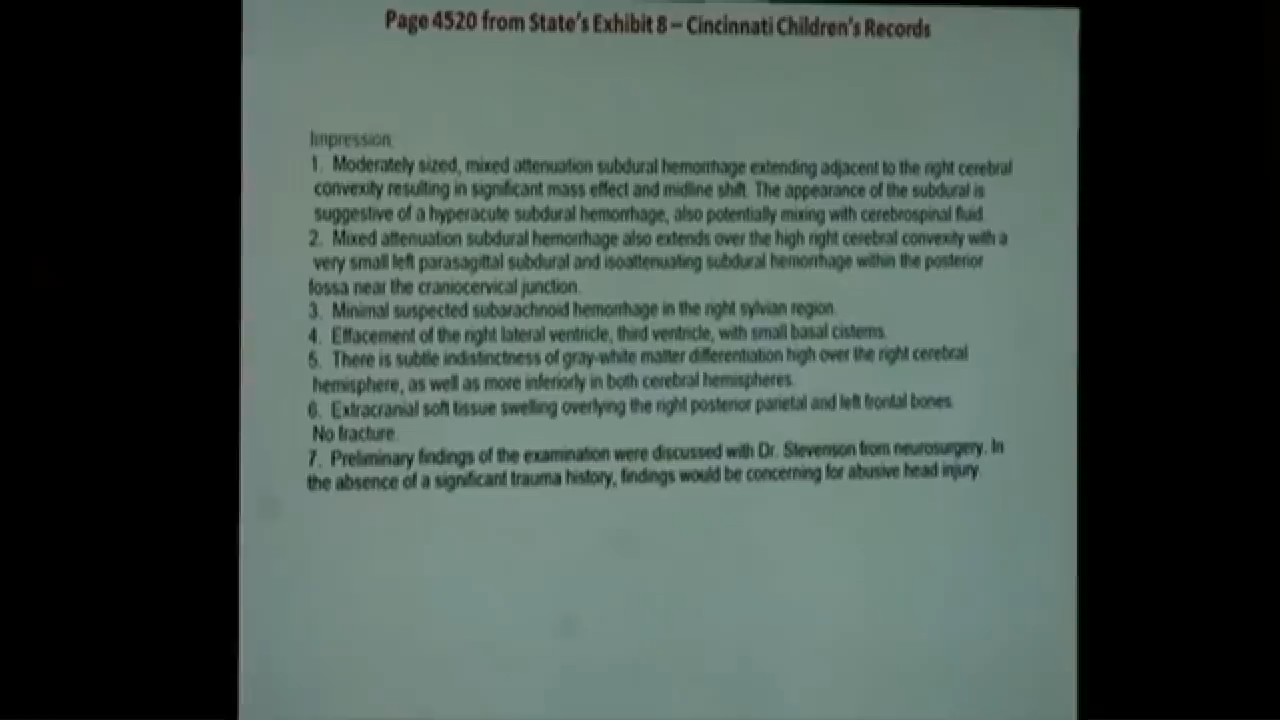 Page 4520 from State's Exhibit 8 – Cincinnati Children's Records
Impression:
1. Moderately sized, mixed attenuation subdural hemorrhage extending adjacent to the right cerebral
convexity resulting in significant mass effect and midline shift. The appearance of the subdural is
suggestive of a hyperacute subdural hemorrhage, also potentially mixing with cerebrospinal fluid.
2. Mixed attenuation subdural hemorrhage also extends over the high right cerebral convexity with a
very small left parasagittal subdural and isoattenuating subdural hemorrhage within the posterior
fossa near the craniocervical junction.
3. Minimal suspected subarachnoid hemorrhage in the right sylvian region.
4. Effacement of the right lateral ventricle, third ventricle, with small basal cisterns.
5. There is subtle indistinctness of gray-white matter differentiation high over the right cerebral
hemisphere, as well as more inferiorly in both cerebral hemispheres.
6. Extracranial soft tissue swelling overlying the right posterior parietal and left frontal bones.
No fracture.
7. Preliminary findings of the examination were discussed with Dr. Stevenson from neurosurgery. In
the absence of a significant trauma history, findings would be concerning for abusive head injury.